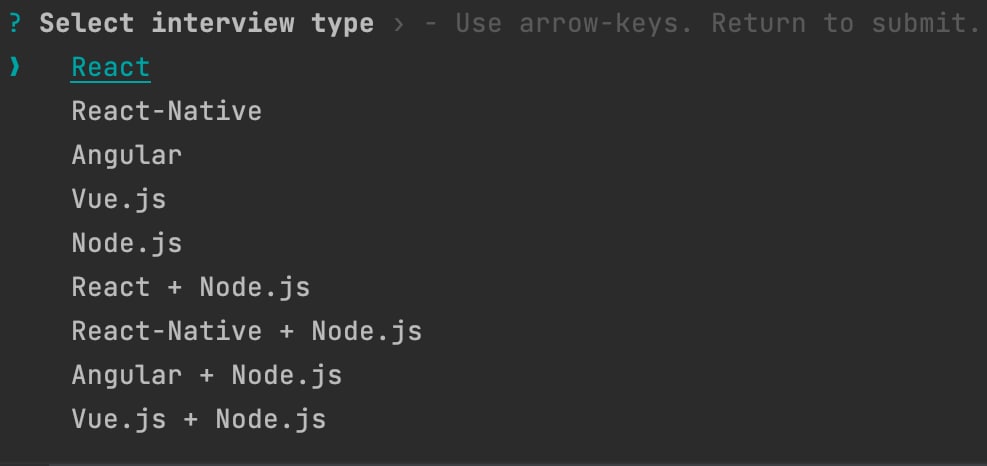 ? Select interview type › - Use arrow-keys. Return to submit.
❯ React
React-Native
Angular
Vue.js
Node.js
React + Node.js
React-Native + Node.js
Angular + Node.js
Vue.js + Node.js